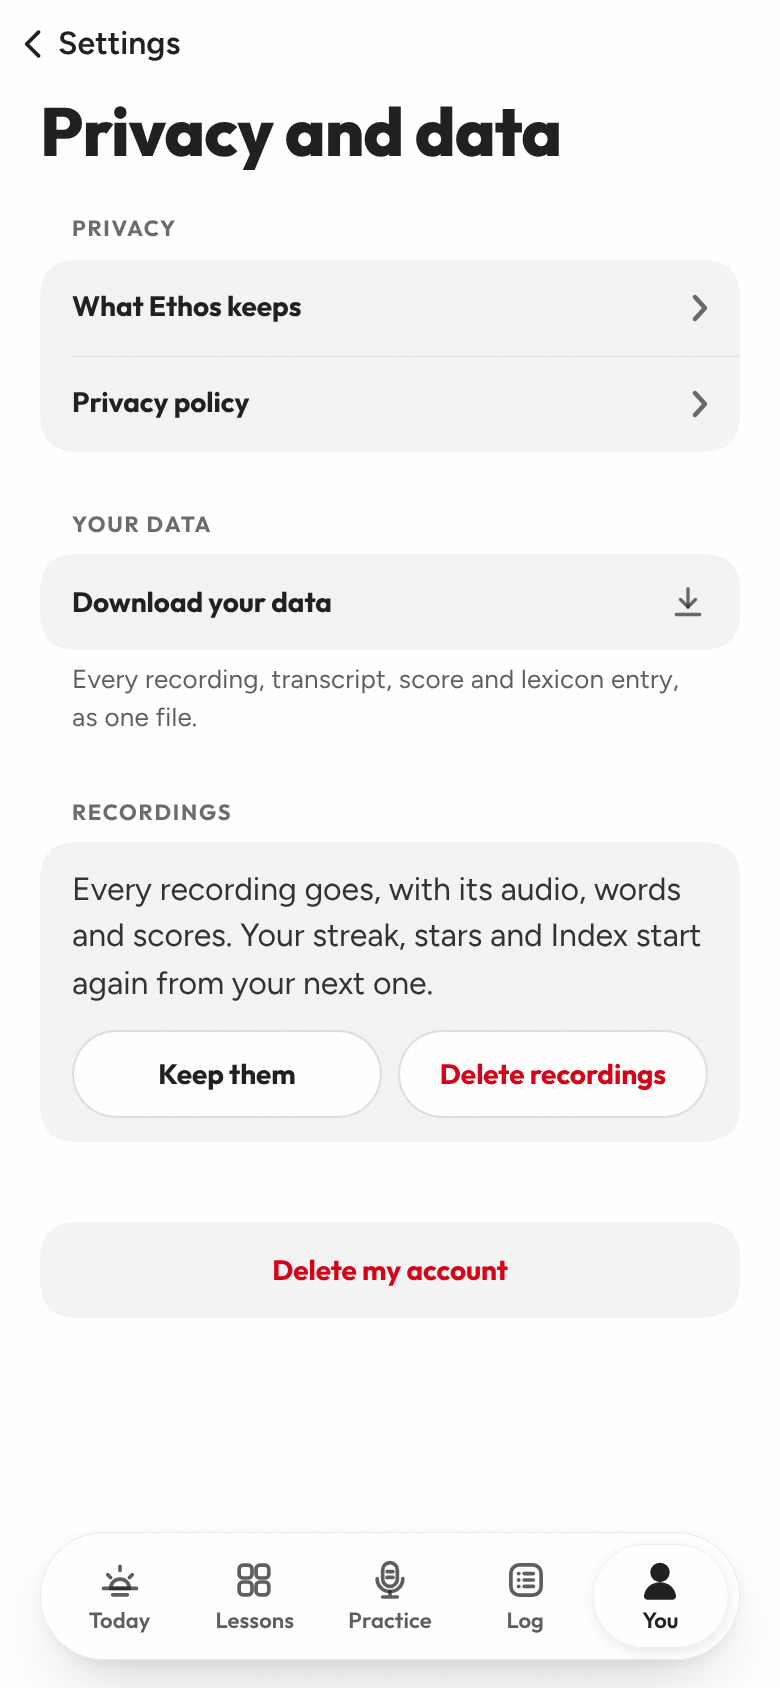 Settings
Privacy and data
PRIVACY
What Ethos keeps
Privacy policy
YOUR DATA
Download your data
Every recording, transcript, score and lexicon entry,
as one file.
RECORDINGS
Every recording goes, with its audio, words
and scores. Your streak, stars and Index start
again from your next one.
Keep them
Delete recordings
Delete my account
Today
Lessons
Practice
Log
You